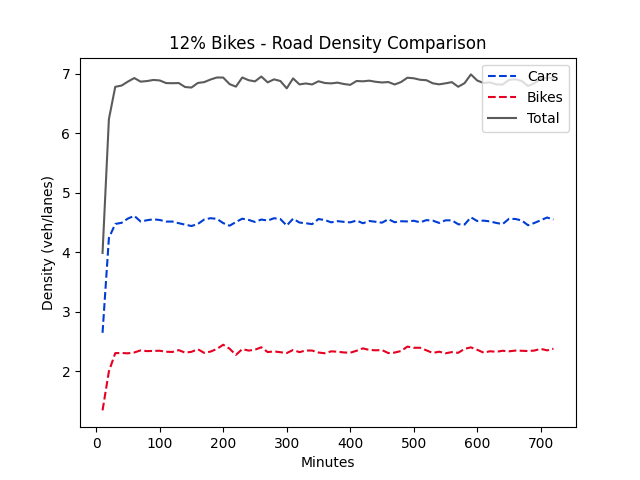 12% Bikes - Road Density Comparison
Cars
Bikes
Total
Density (veh/lanes)
7
6
5
4
3
2
0 100 200 300 400 500 600 700
Minutes